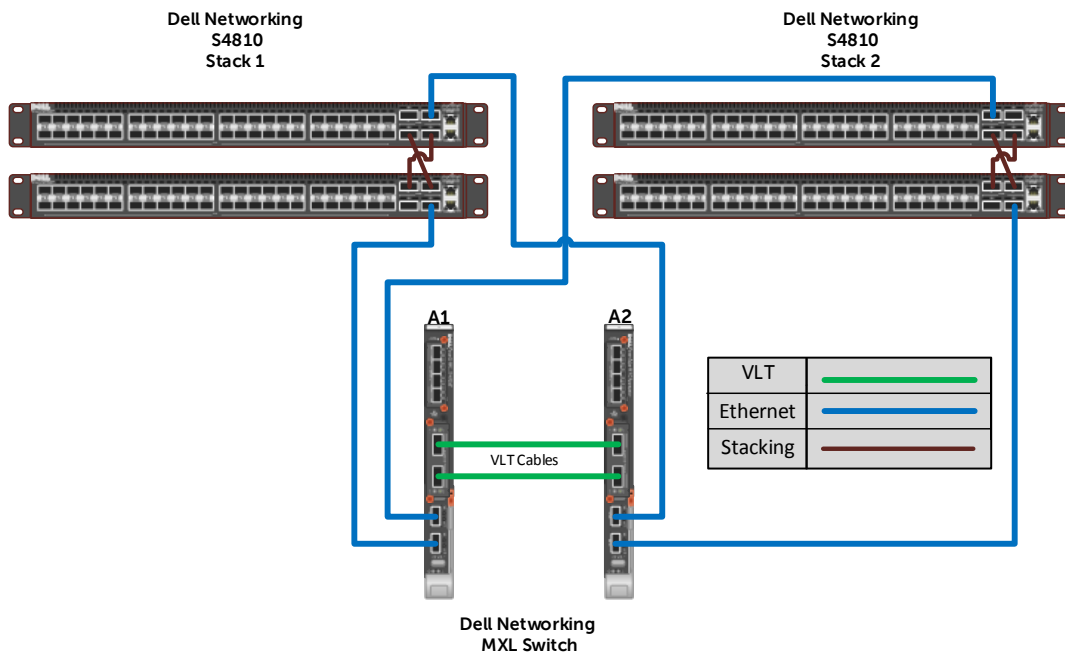 Dell Networking
S4810
Stack 1
Dell Networking
S4810
Stack 2
A1
A2
VLT Cables
VLT
Ethernet
Stacking
Dell Networking
MXL Switch